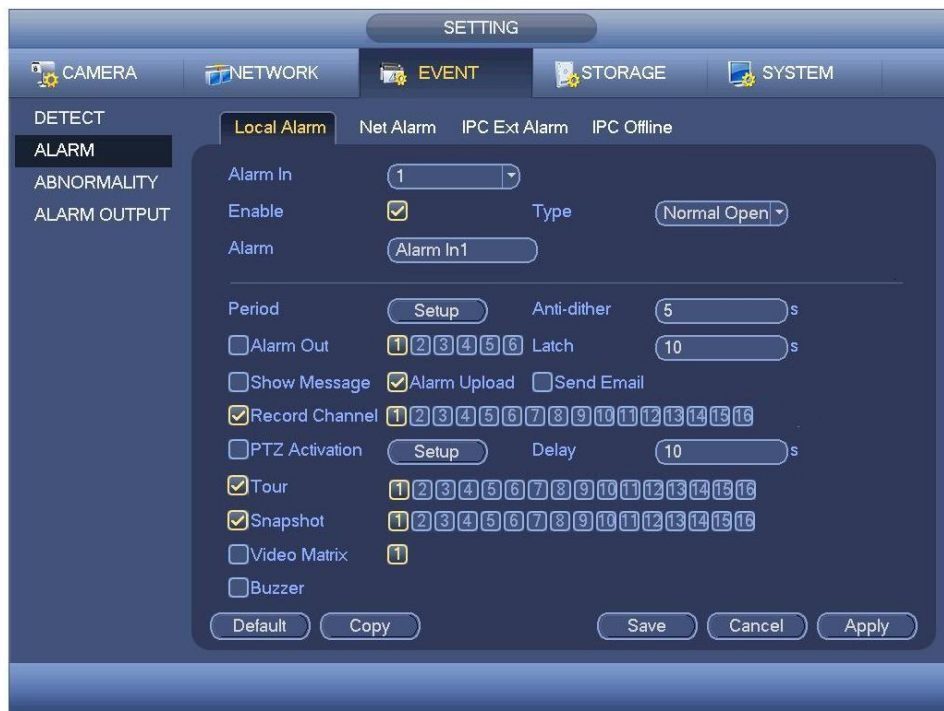 SETTING
CAMERA NETWORK EVENT STORAGE SYSTEM
DETECT
ALARM
ABNORMALITY
ALARM OUTPUT
Local Alarm Net Alarm IPC Ext Alarm IPC Offline
Alarm In 1
Enable Type Normal Open
Alarm Alarm In1
Period Setup Anti-dither 5 s
Alarm Out 1 2 3 4 5 6 Latch 10 s
Show Message Alarm Upload Send Email
Record Channel 1 2 3 4 5 6 7 8 9 10 11 12 13 14 15 16
PTZ Activation Setup Delay 10 s
Tour 1 2 3 4 5 6 7 8 9 10 11 12 13 14 15 16
Snapshot 1 2 3 4 5 6 7 8 9 10 11 12 13 14 15 16
Video Matrix 1
Buzzer
Default Copy Save Cancel Apply